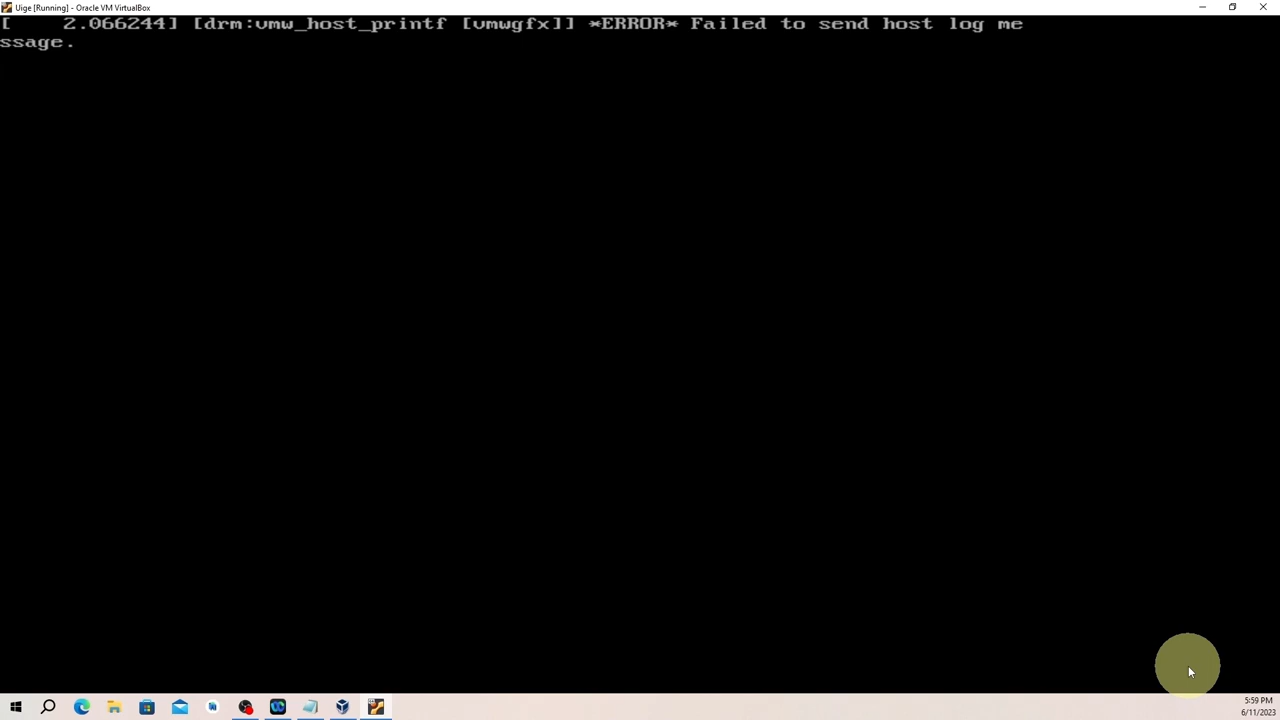 Uige [Running] - Oracle VM VirtualBox
[    2.066244] [drm:vmw_host_printf [vmwgfx]] *ERROR* Failed to send host log me
ssage.
5:59 PM
6/11/2023